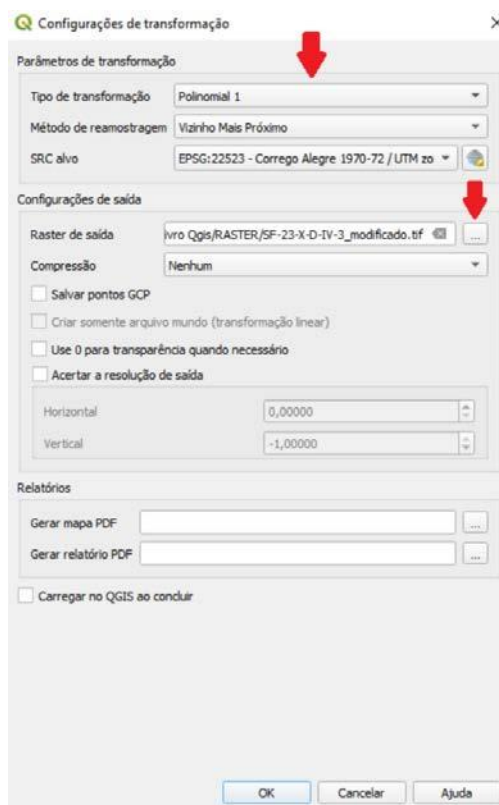 Configurações de transformação
Parâmetros de transformação
Tipo de transformação Polinomial 1
Método de reamostragem Vizinho Mais Próximo
SRC alvo EPSG:22523 - Corrego Alegre 1970-72 / UTM zo
Configurações de saída
Raster de saída ivro Qgis/RASTER/SF-23-X-D-IV-3_modificado.tif ...
Compressão Nenhum
Salvar pontos GCP
Criar somente arquivo mundo (transformação linear)
Use 0 para transparência quando necessário
Acertar a resolução de saída
Horizontal 0,00000
Vertical -1,00000
Relatórios
Gerar mapa PDF ...
Gerar relatório PDF ...
Carregar no QGIS ao concluir
OK Cancelar Ajuda